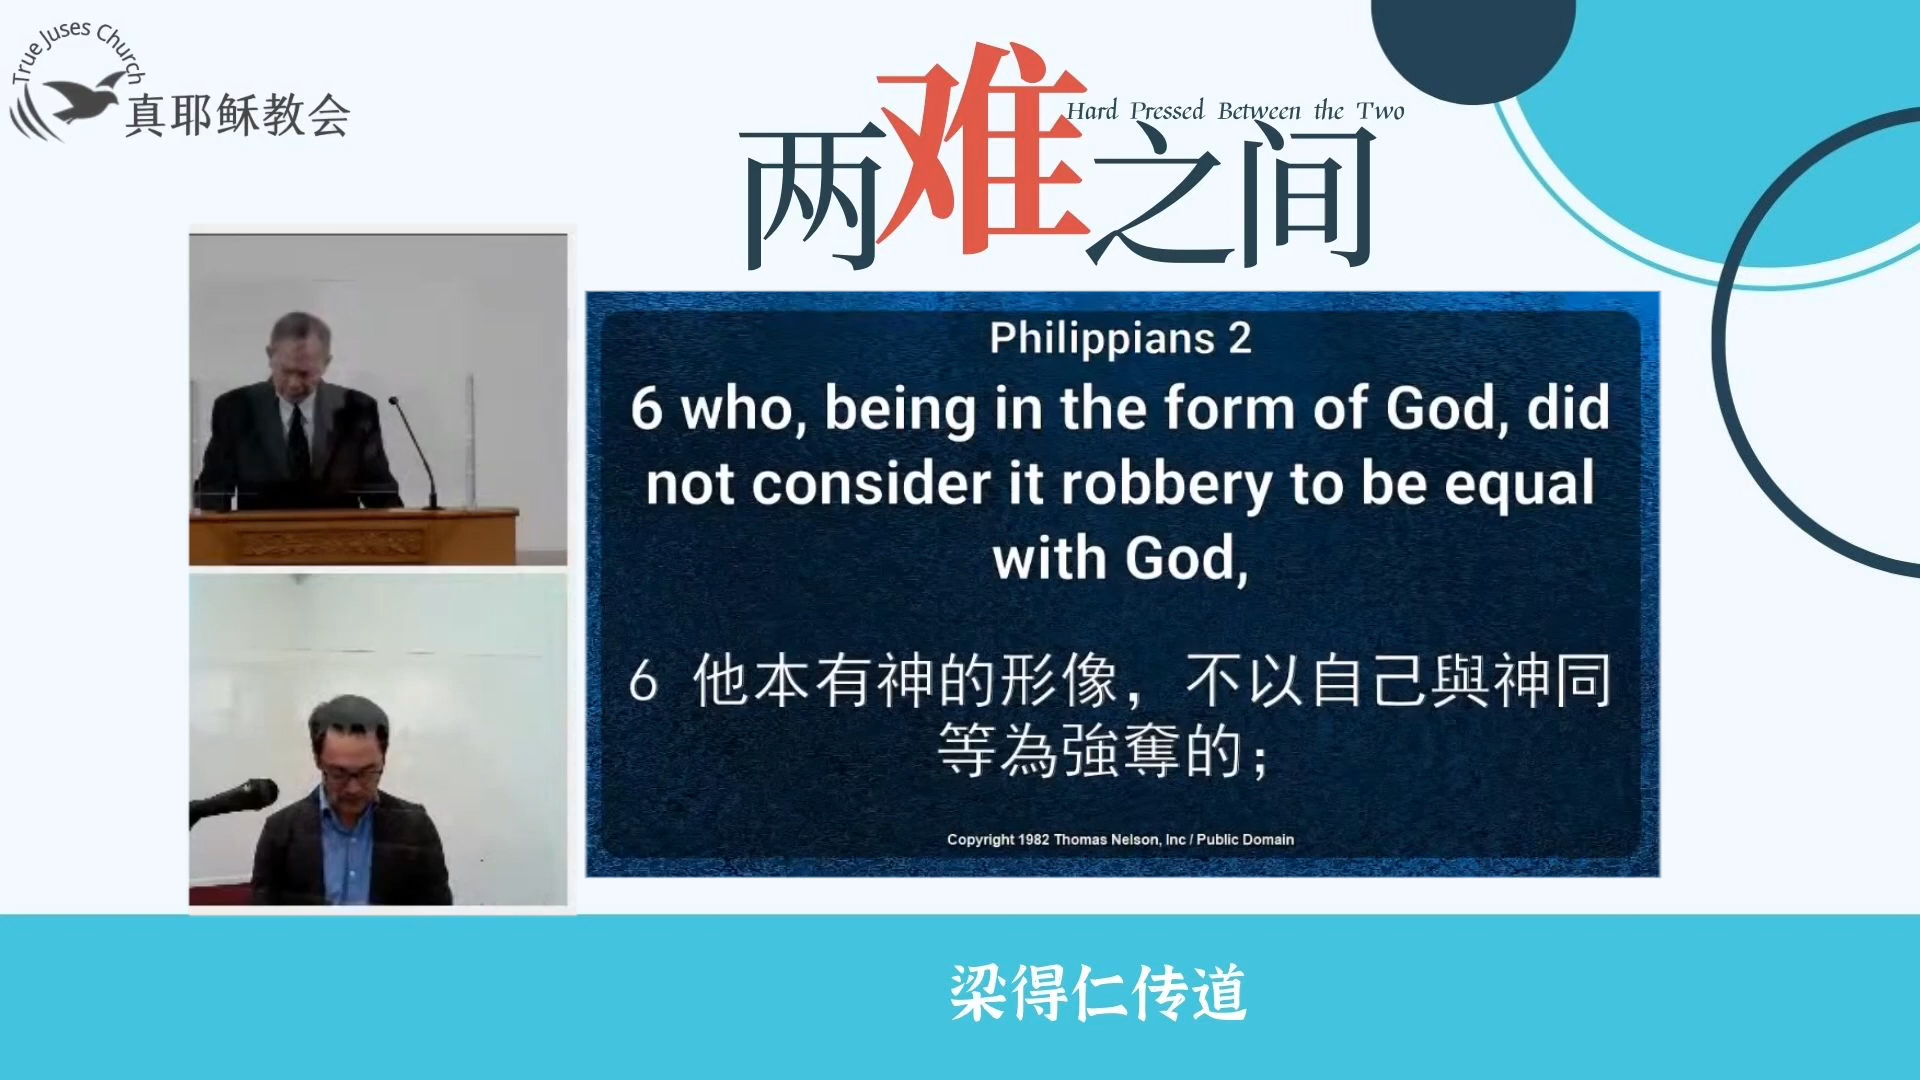 True Juses Church
真耶稣教会
Hard Pressed Between the Two
两难之间
Philippians 2
6 who, being in the form of God, did
not consider it robbery to be equal
with God,
6 他本有神的形像，不以自己與神同
等為強奪的；
Copyright 1982 Thomas Nelson, Inc / Public Domain
梁得仁传道